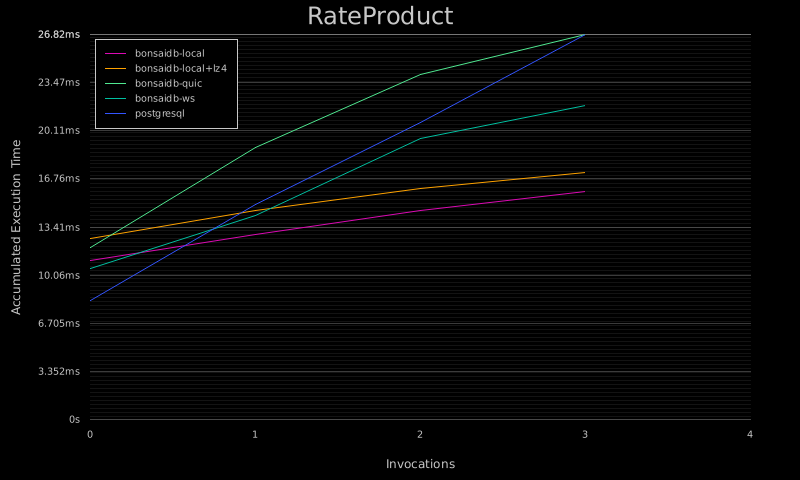 RateProduct
26.82ms
23.47ms
20.11ms
16.76ms
13.41ms
10.06ms
6.705ms
3.352ms
0s
bonsaidb-local
bonsaidb-local+lz4
bonsaidb-quic
bonsaidb-ws
postgresql
Accumulated Execution Time
0 1 2 3 4
Invocations